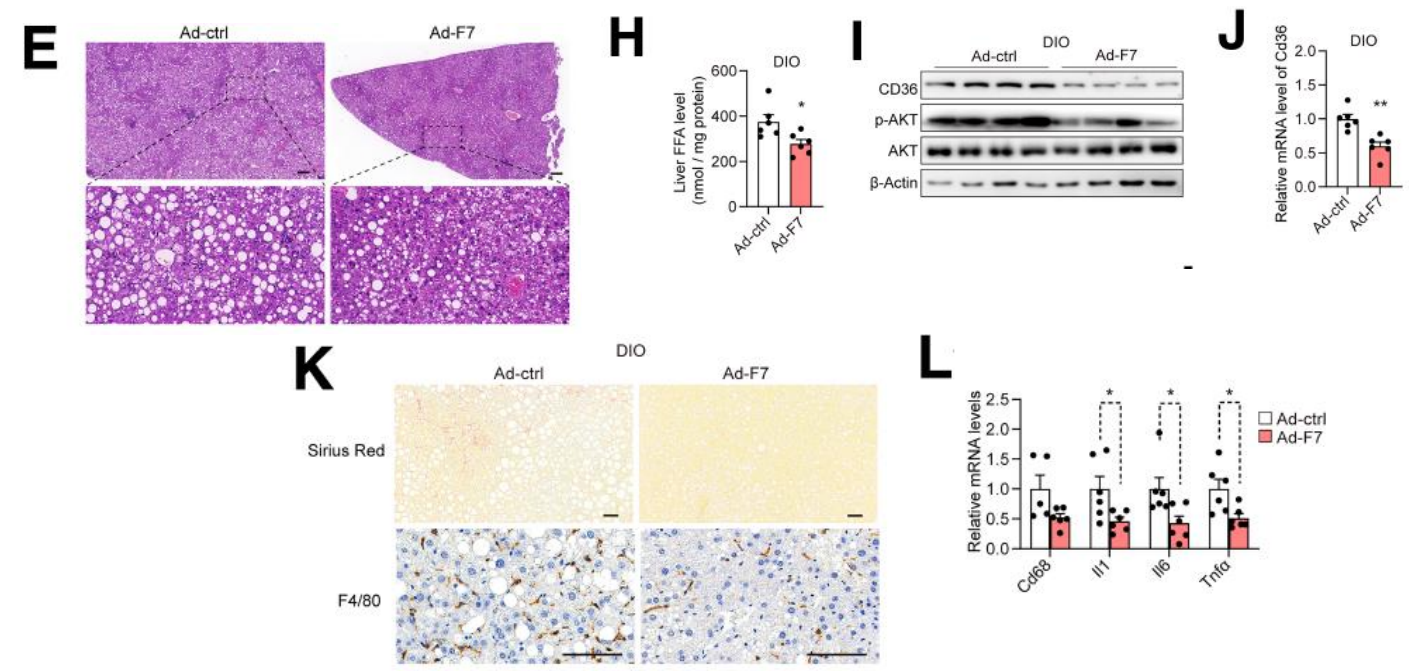 E
Ad-ctrl
Ad-F7
H
DIO
Liver FFA level
(nmol / mg protein)
600
400
200
0
*
Ad-ctrl
Ad-F7
I
DIO
Ad-ctrl
Ad-F7
CD36
p-AKT
AKT
β-Actin
J
DIO
Relative mRNA level of Cd36
2.0
1.5
1.0
0.5
0.0
**
Ad-ctrl
Ad-F7
K
DIO
Ad-ctrl
Ad-F7
Sirius Red
F4/80
L
Relative mRNA levels
2.5
2.0
1.5
1.0
0.5
0.0
* * *
Cd68
Il1
Il6
Tnfα
Ad-ctrl
Ad-F7